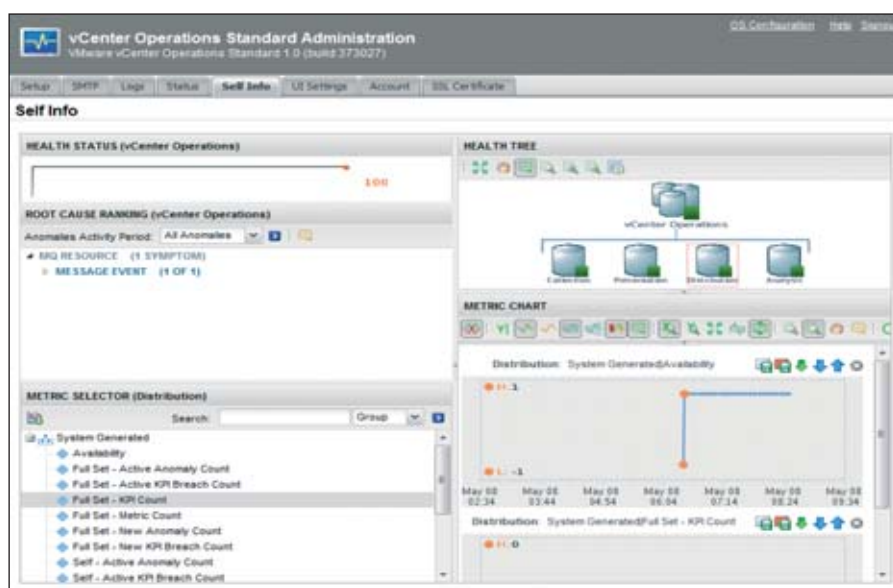 vCenter Operations Standard Administration
VMware vCenter Operations Standard 1.0 (build 373027)
OS Configuration Help
Setup SMTP Logs Status Self Info UI Settings Account SSL Certificate
Self Info
HEALTH STATUS (vCenter Operations)
100
ROOT CAUSE RANKING (vCenter Operations)
Anomalies Activity Period: All Anomalies
MQ RESOURCE (1 SYMPTOM)
MESSAGE EVENT (1 OF 1)
METRIC SELECTOR (Distribution)
Search: Group
System Generated
Availability
Full Set - Active Anomaly Count
Full Set - Active KPI Breach Count
Full Set - KPI Count
Full Set - Metric Count
Full Set - New Anomaly Count
Full Set - New KPI Breach Count
Self - Active Anomaly Count
Self - Active KPI Breach Count
HEALTH TREE
vCenter Operations
Collection Presentation Distribution Analysis
METRIC CHART
Distribution: System Generated|Availability
H: 1
L: -1
May 08 May 08 May 08 May 08 May 08 May 08 May 08
02:34 03:44 04:54 06:04 07:14 08:24 09:34
Distribution: System Generated|Full Set - KPI Count
H: 0